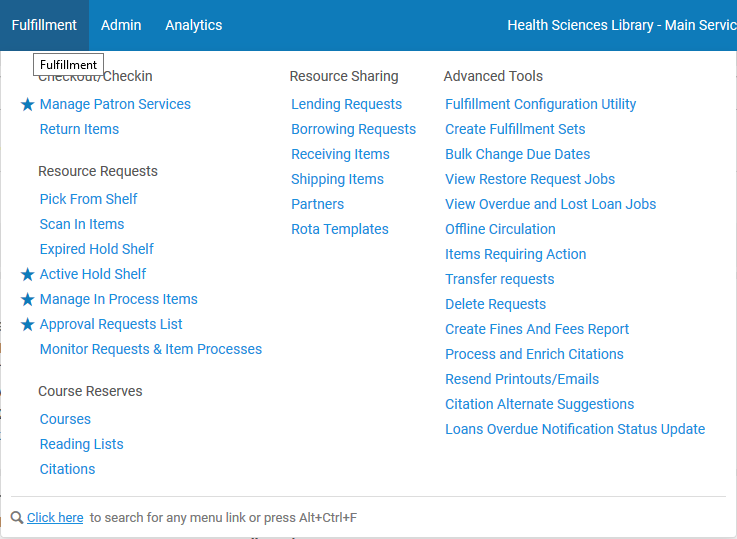 Fulfillment Admin Analytics Health Sciences Library - Main Servic
Fulfillment
Checkout/Checkin
Manage Patron Services
Return Items
Resource Requests
Pick From Shelf
Scan In Items
Expired Hold Shelf
Active Hold Shelf
Manage In Process Items
Approval Requests List
Monitor Requests & Item Processes
Course Reserves
Courses
Reading Lists
Citations
Resource Sharing
Lending Requests
Borrowing Requests
Receiving Items
Shipping Items
Partners
Rota Templates
Advanced Tools
Fulfillment Configuration Utility
Create Fulfillment Sets
Bulk Change Due Dates
View Restore Request Jobs
View Overdue and Lost Loan Jobs
Offline Circulation
Items Requiring Action
Transfer requests
Delete Requests
Create Fines And Fees Report
Process and Enrich Citations
Resend Printouts/Emails
Citation Alternate Suggestions
Loans Overdue Notification Status Update
Click here to search for any menu link or press Alt+Ctrl+F